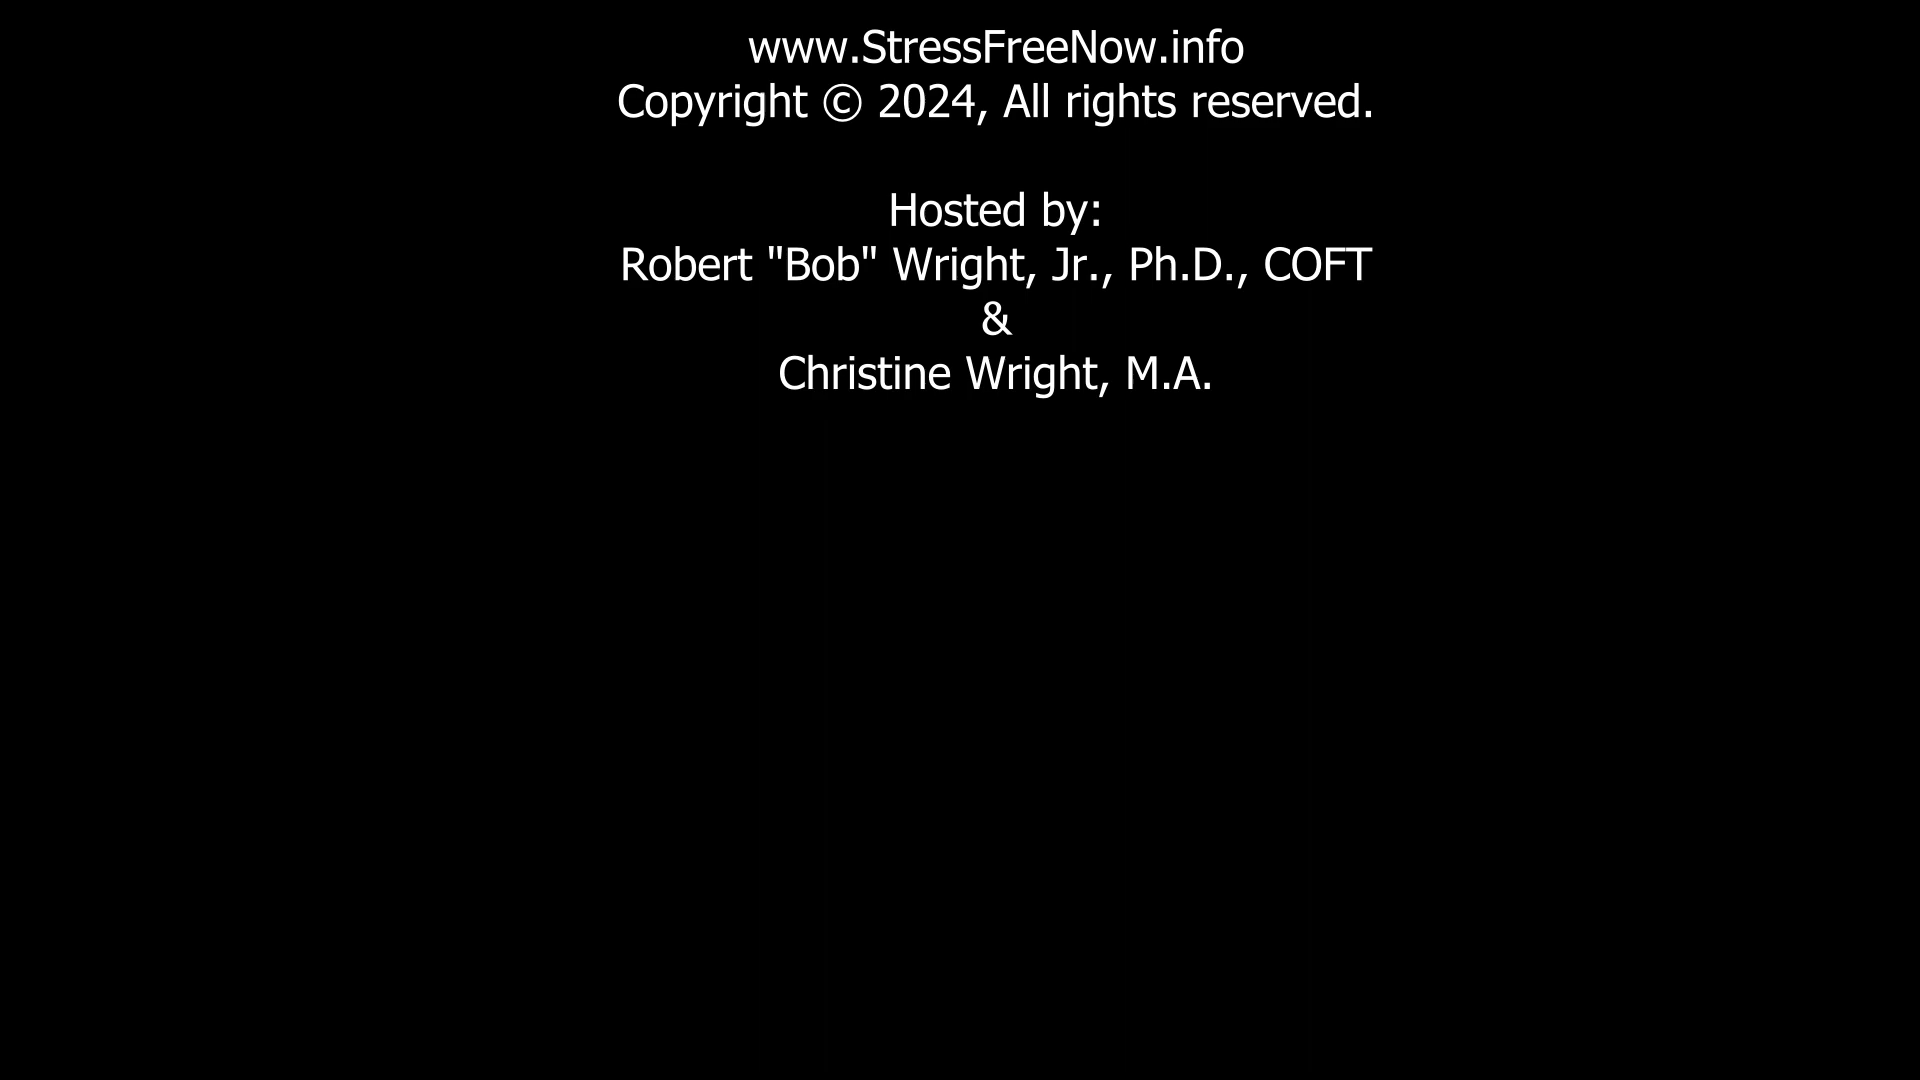 www.StressFreeNow.info
Copyright © 2024, All rights reserved.
Hosted by:
Robert "Bob" Wright, Jr., Ph.D., COFT
&
Christine Wright, M.A.